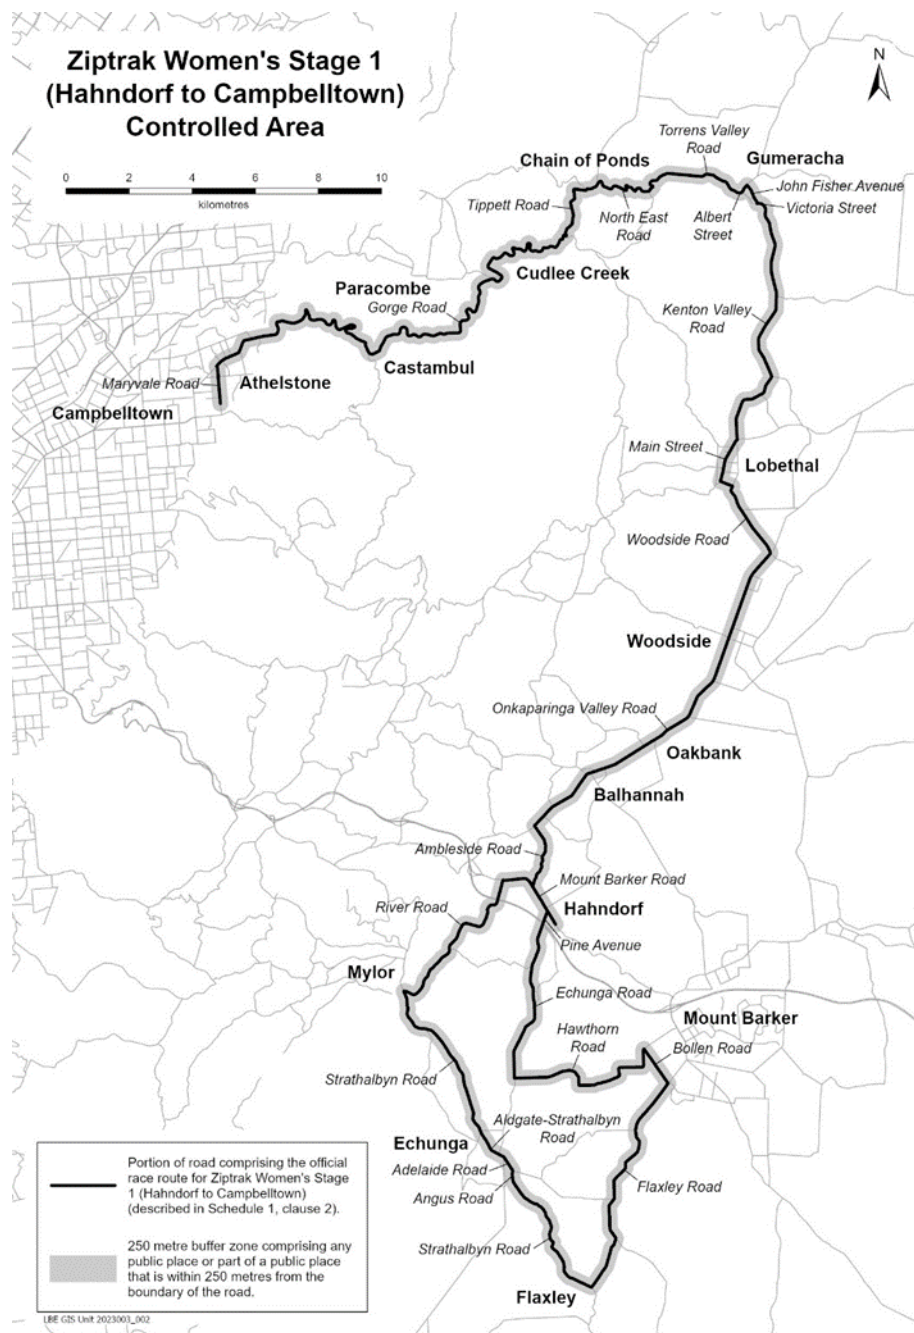 Ziptrak Women's Stage 1
(Hahndorf to Campbelltown)
Controlled Area
N
0 2 4 6 8 10
kilometres
Torrens Valley
Road
Chain of Ponds
Gumeracha
John Fisher Avenue
Tippett Road
North East
Road
Albert
Street
Victoria Street
Cudlee Creek
Paracombe
Gorge Road
Kenton Valley
Road
Castambul
Maryvale Road
Athelstone
Campbelltown
Main Street
Lobethal
Woodside Road
Woodside
Onkaparinga Valley Road
Oakbank
Balhannah
Ambleside Road
Mount Barker Road
River Road
Hahndorf
Pine Avenue
Mylor
Echunga Road
Mount Barker
Hawthorn
Road
Bollen Road
Strathalbyn Road
Aldgate-Strathalbyn
Road
Echunga
Adelaide Road
Angus Road
Flaxley Road
Strathalbyn Road
Flaxley
Portion of road comprising the official
race route for Ziptrak Women's Stage
1 (Hahndorf to Campbelltown)
(described in Schedule 1, clause 2).
250 metre buffer zone comprising any
public place or part of a public place
that is within 250 metres from the
boundary of the road.
LBE GIS Unit 2023003_002